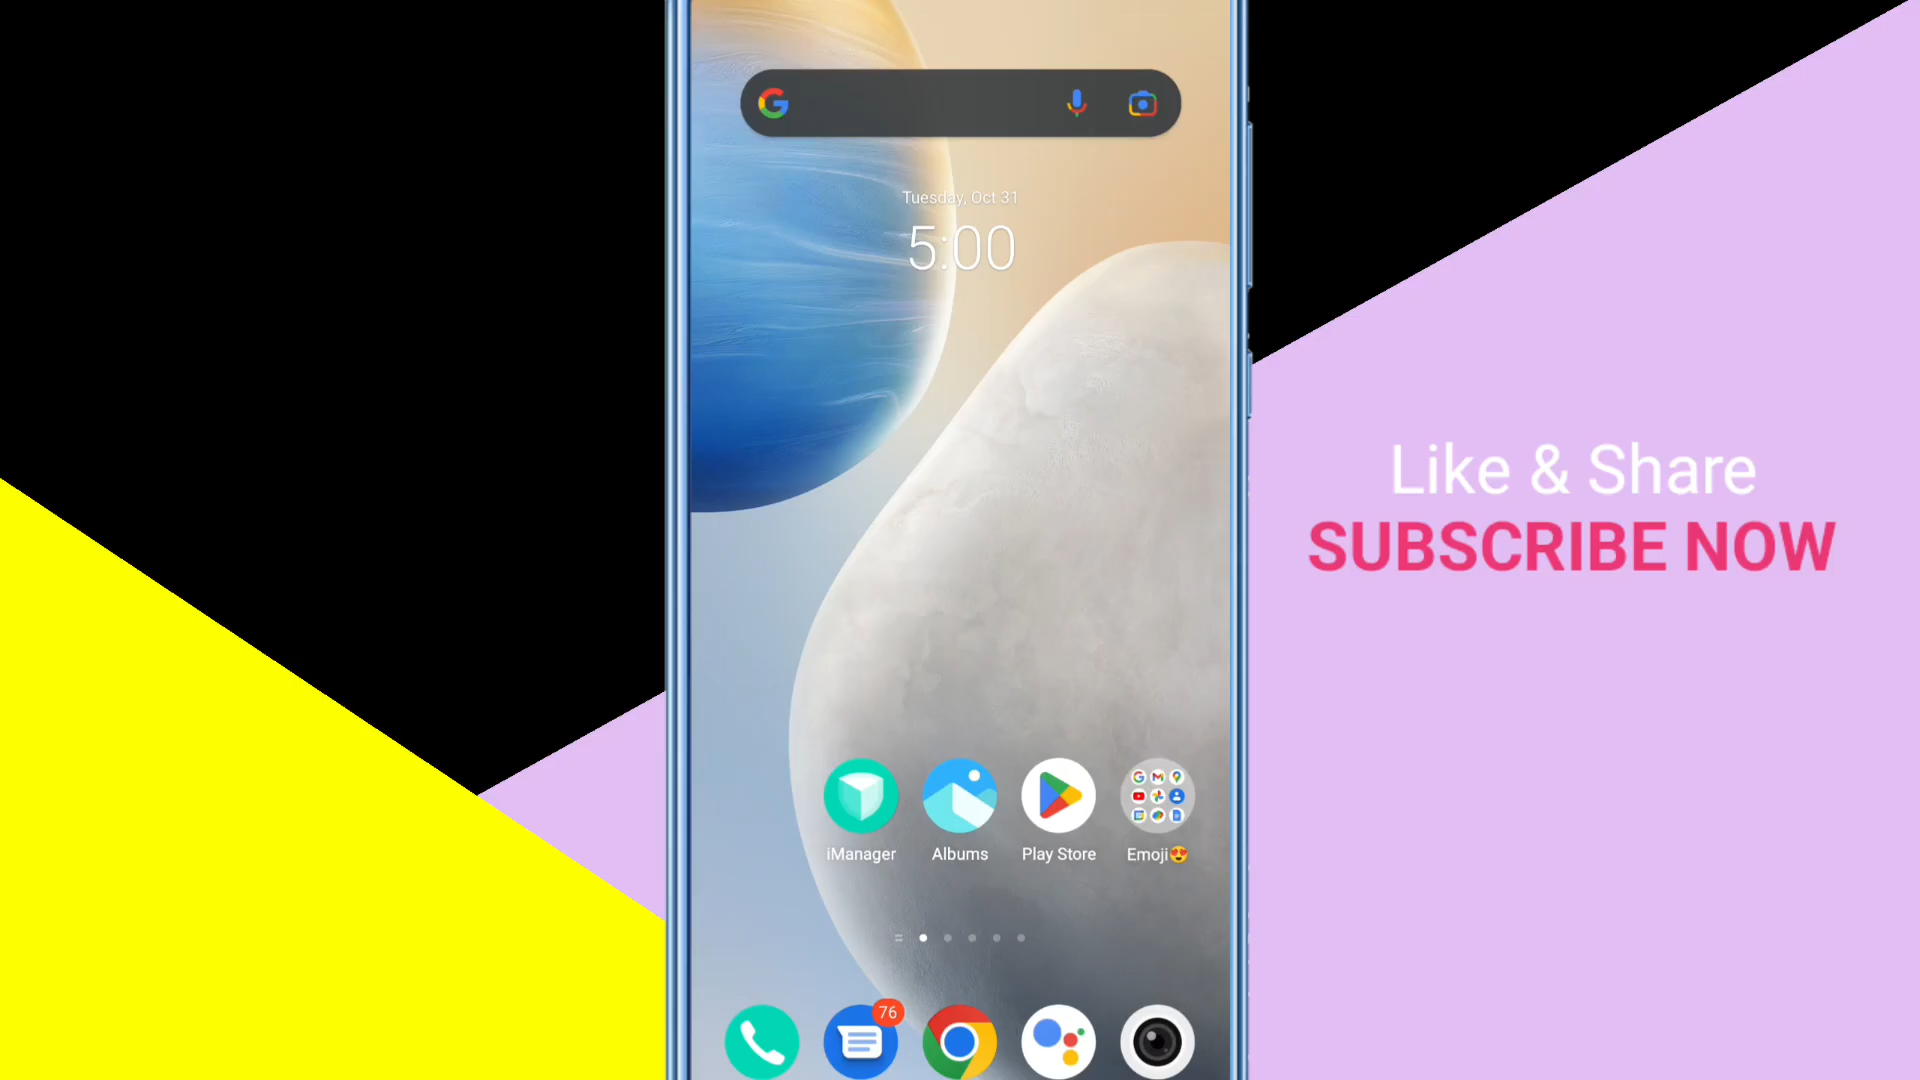 Tuesday, Oct 31
5:00
Like & Share
SUBSCRIBE NOW
iManager
Albums
Play Store
Emoji😍
76